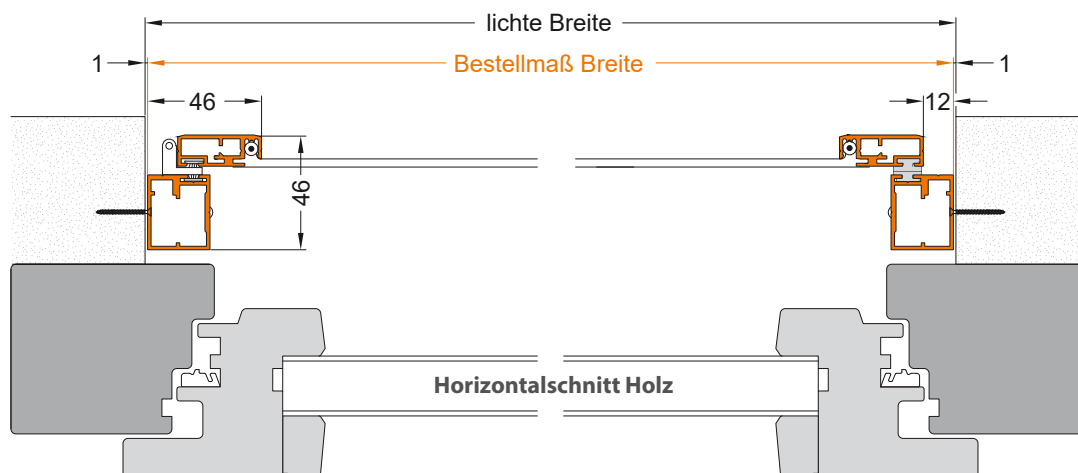 lichte Breite
1 Bestellmaß Breite 1
46 12
46
Horizontalschnitt Holz